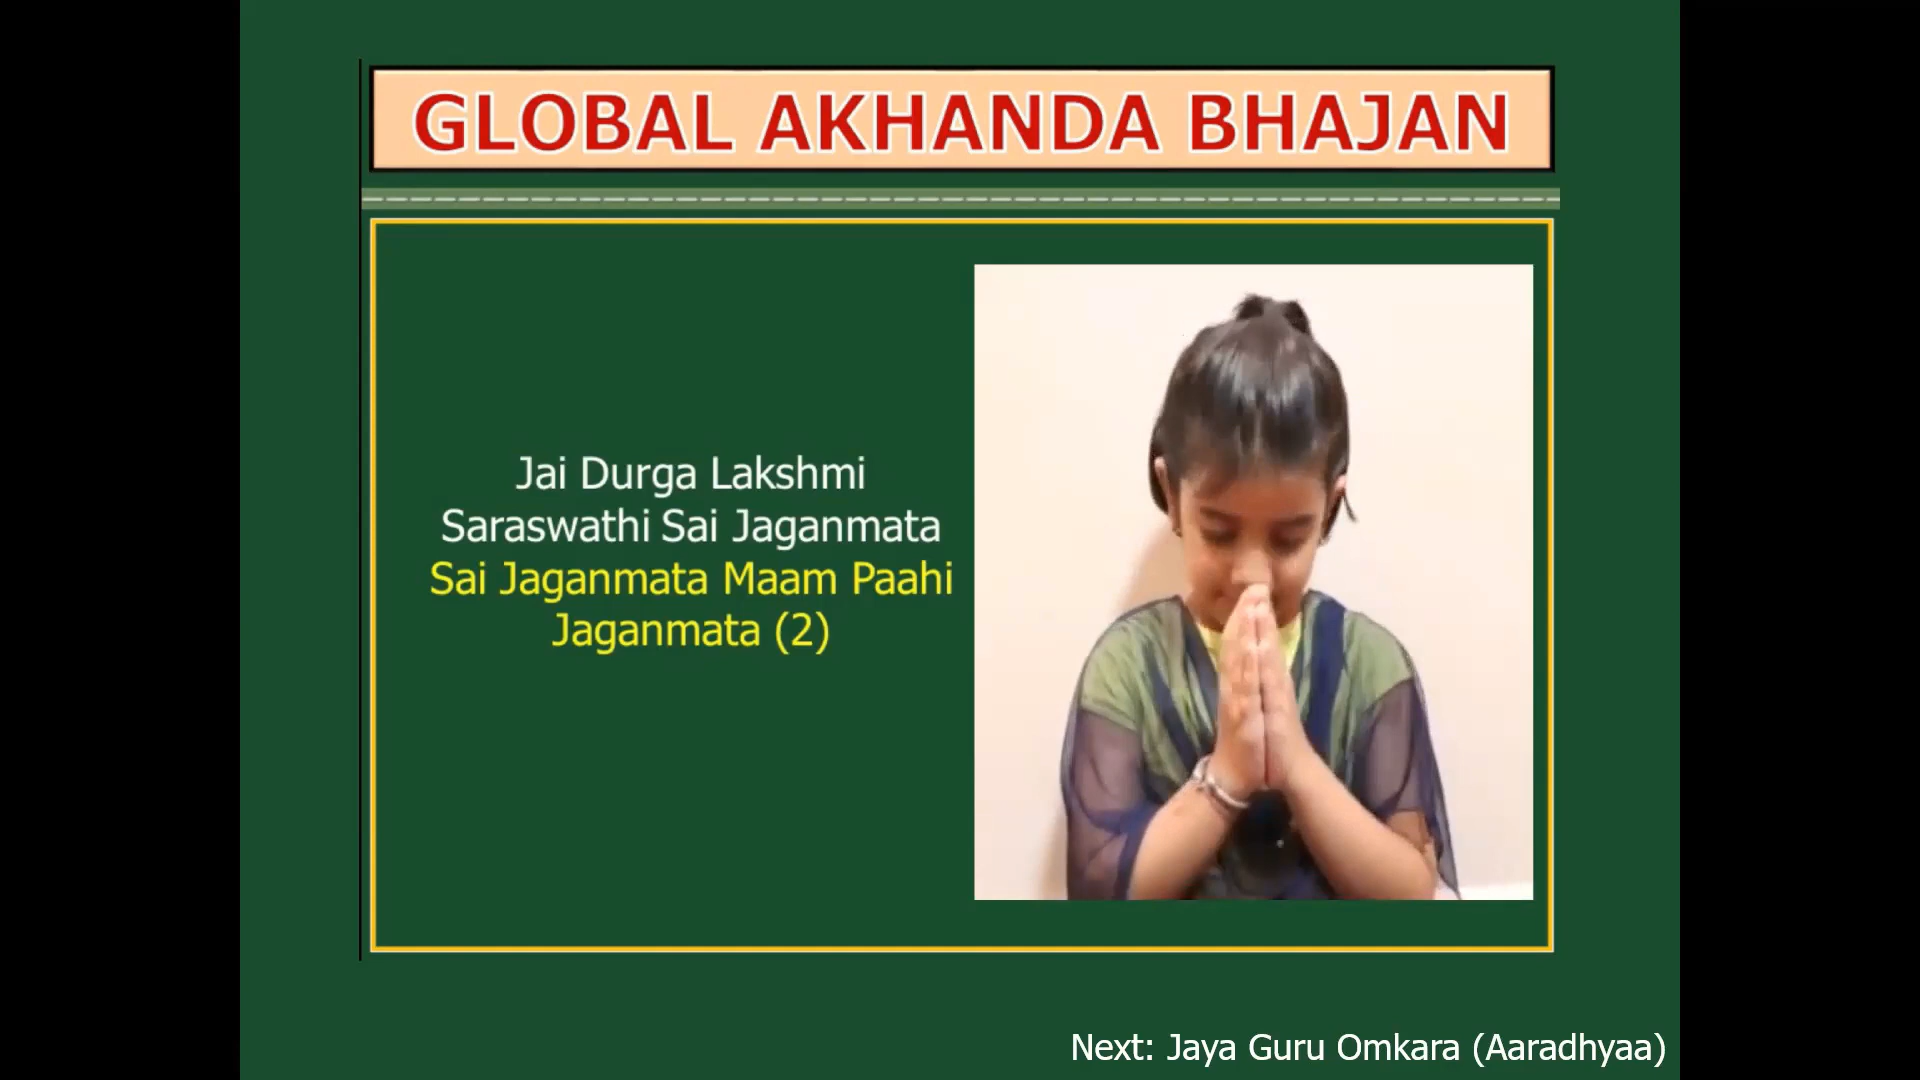 GLOBAL AKHANDA BHAJAN
Jai Durga Lakshmi
Saraswathi Sai Jaganmata
Sai Jaganmata Maam Paahi
Jaganmata (2)
Next: Jaya Guru Omkara (Aaradhyaa)